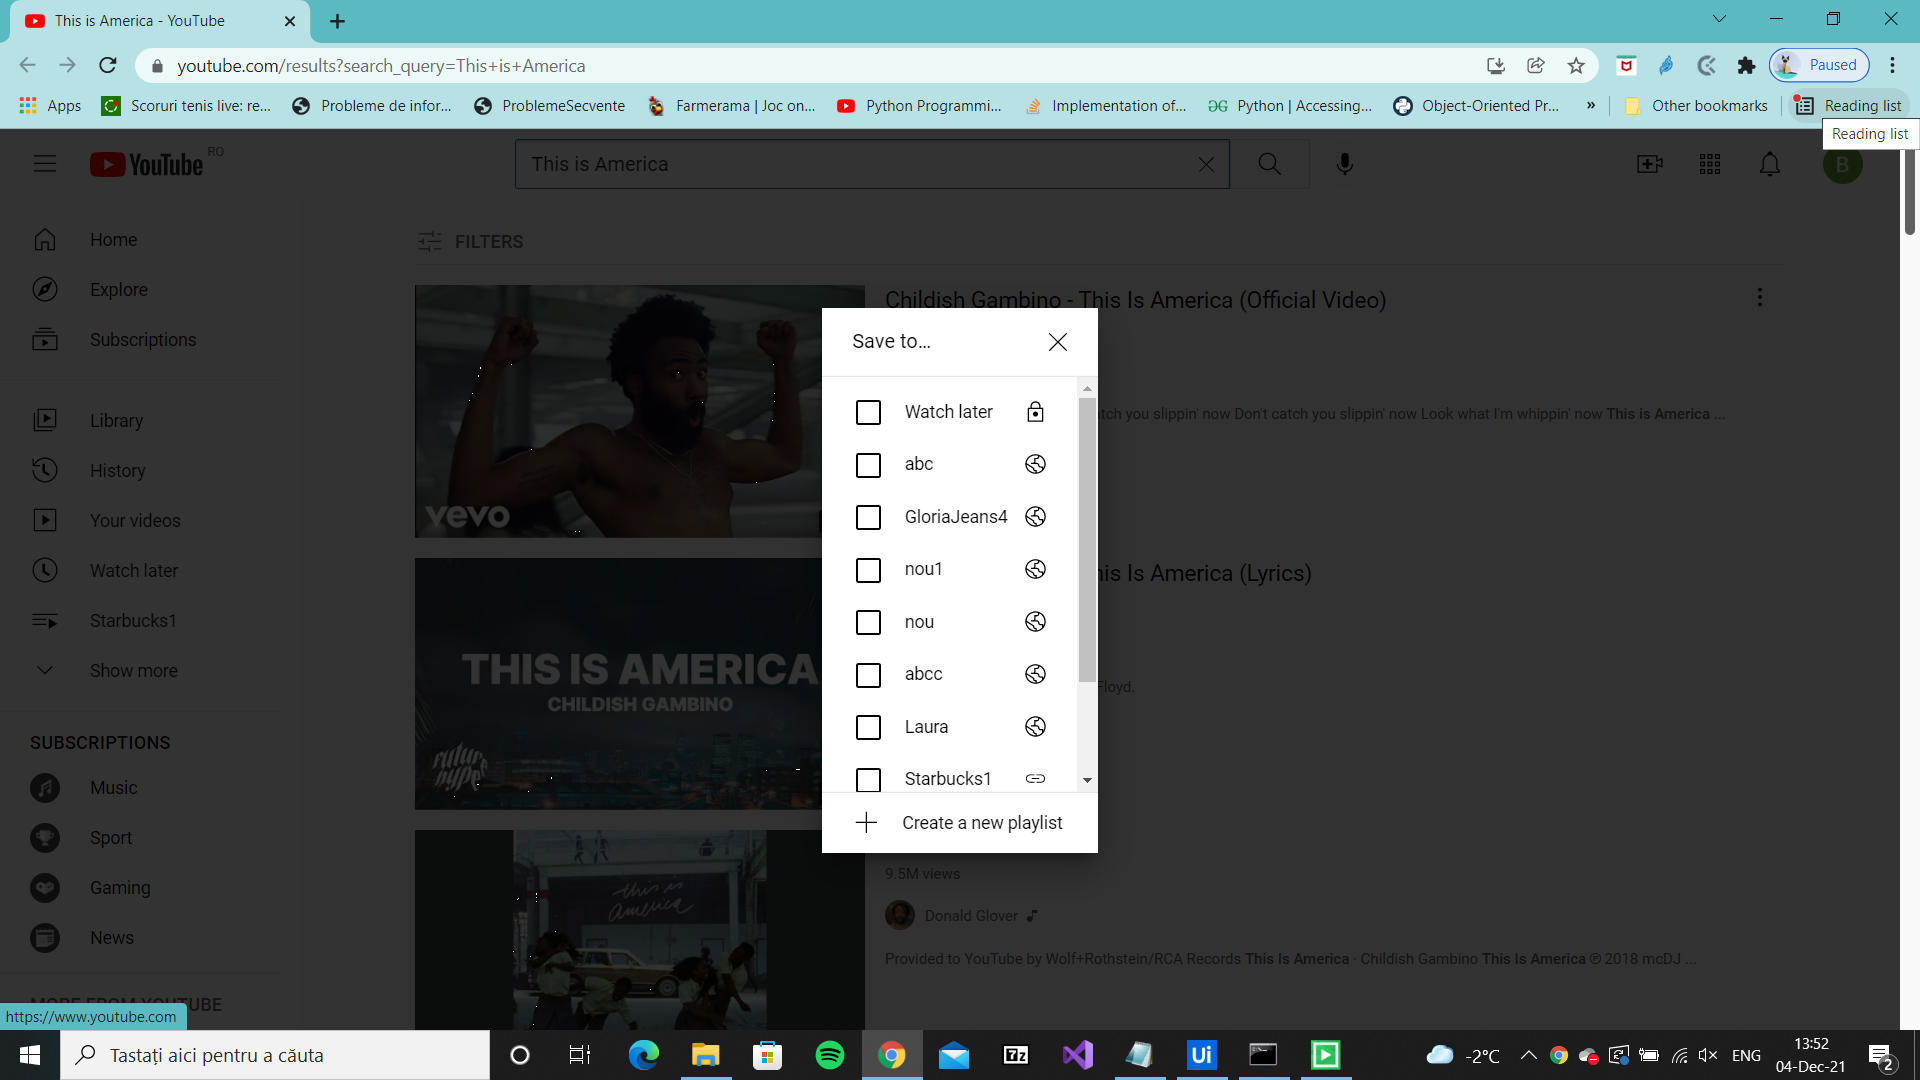 This is America - YouTube
youtube.com/results?search_query=This+is+America
Paused
Apps
Scoruri tenis live: re...
Probleme de infor...
ProblemeSecvente
Farmerama | Joc on...
Python Programmi...
Implementation of...
Python | Accessing...
Object-Oriented Pr...
»
Other bookmarks
Reading list
Reading list
YouTube RO
This is America
B
Home
Explore
Subscriptions
Library
History
Your videos
Watch later
Starbucks1
Show more
SUBSCRIPTIONS
Music
Sport
Gaming
News
MORE FROM YOUTUBE
https://www.youtube.com
FILTERS
vevo
Childish Gambino - This Is America (Official Video)
tch you slippin' now Don't catch you slippin' now Look what I'm whippin' now This is America ...
THIS IS AMERICA
CHILDISH GAMBINO
future hype
his Is America (Lyrics)
Floyd.
this is america
9.5M views
Donald Glover
Provided to YouTube by Wolf+Rothstein/RCA Records This Is America · Childish Gambino This Is America ℗ 2018 mcDJ ...
Save to...
Watch later
abc
GloriaJeans4
nou1
nou
abcc
Laura
Starbucks1
Create a new playlist
Tastați aici pentru a căuta
7z
Ui
-2°C
ENG
13:52
04-Dec-21
2